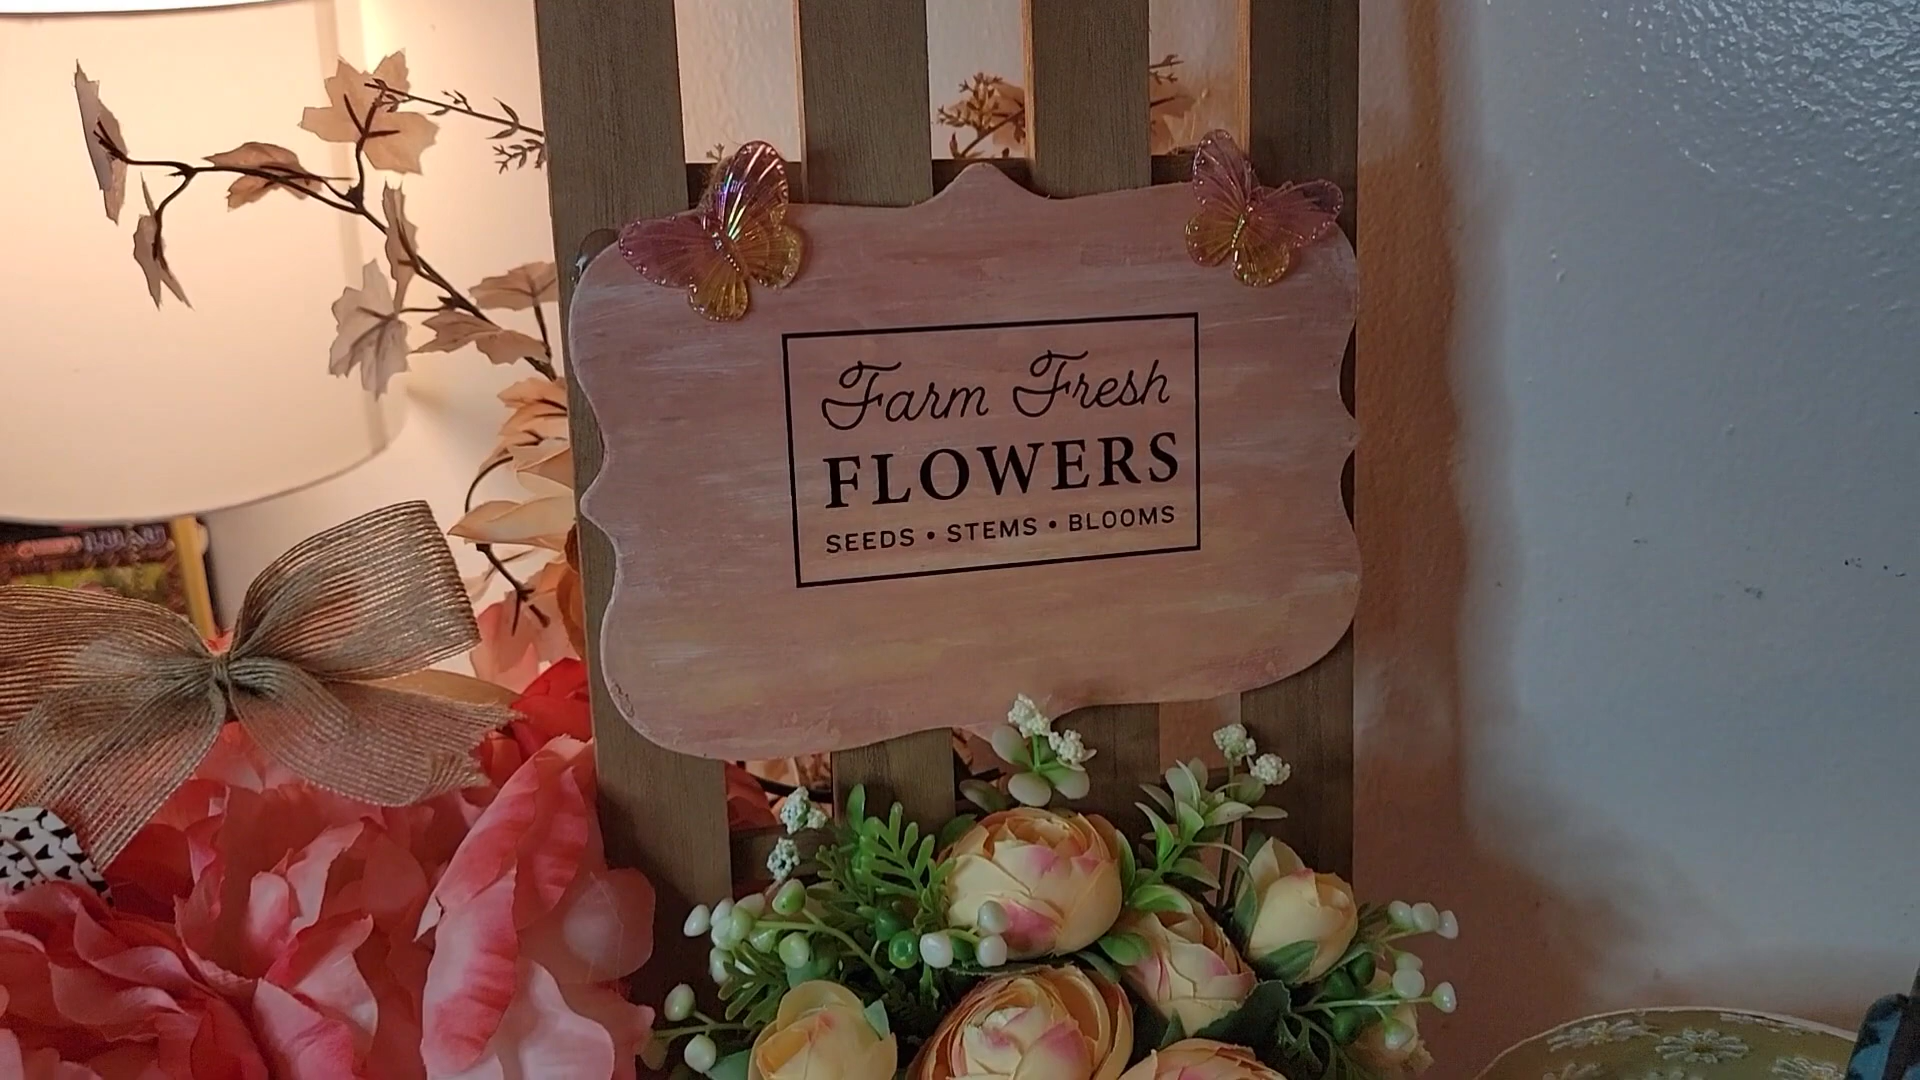 Farm Fresh
FLOWERS
SEEDS • STEMS • BLOOMS